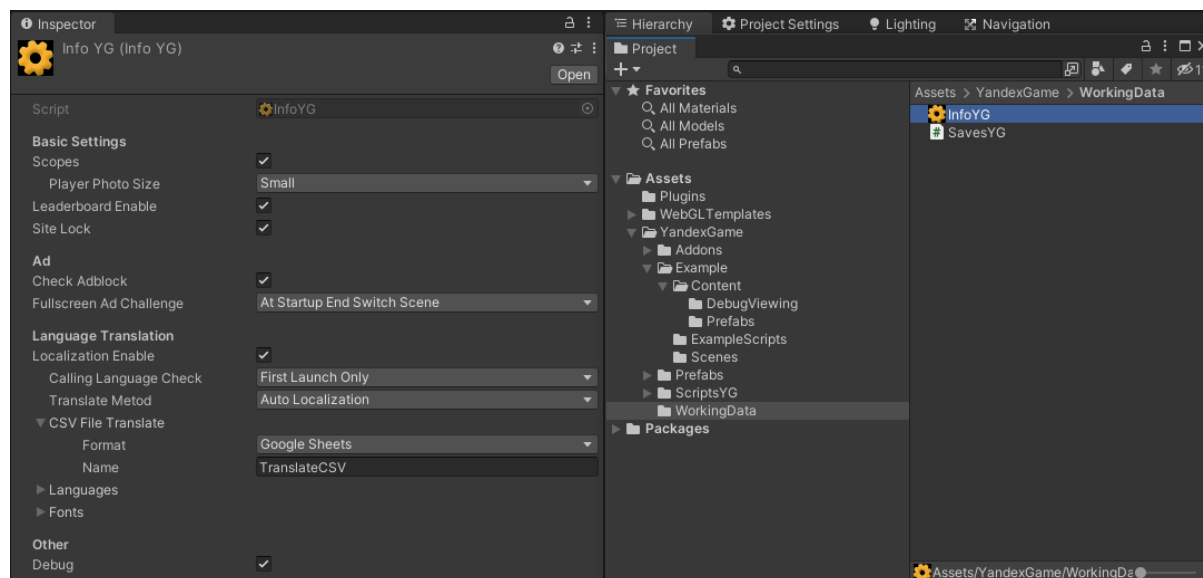 Inspector
Info YG (Info YG)
Open
Script
InfoYG
Basic Settings
Scopes
Player Photo Size
Small
Leaderboard Enable
Site Lock
Ad
Check Adblock
Fullscreen Ad Challenge
At Startup End Switch Scene
Language Translation
Localization Enable
Calling Language Check
First Launch Only
Translate Metod
Auto Localization
CSV File Translate
Format
Google Sheets
Name
TranslateCSV
Languages
Fonts
Other
Debug
Hierarchy
Project Settings
Lighting
Navigation
Project
1
Favorites
All Materials
All Models
All Prefabs
Assets
Plugins
WebGLTemplates
YandexGame
Addons
Example
Content
DebugViewing
Prefabs
ExampleScripts
Scenes
Prefabs
ScriptsYG
WorkingData
Packages
Assets > YandexGame > WorkingData
InfoYG
# SavesYG
Assets/YandexGame/WorkingDa